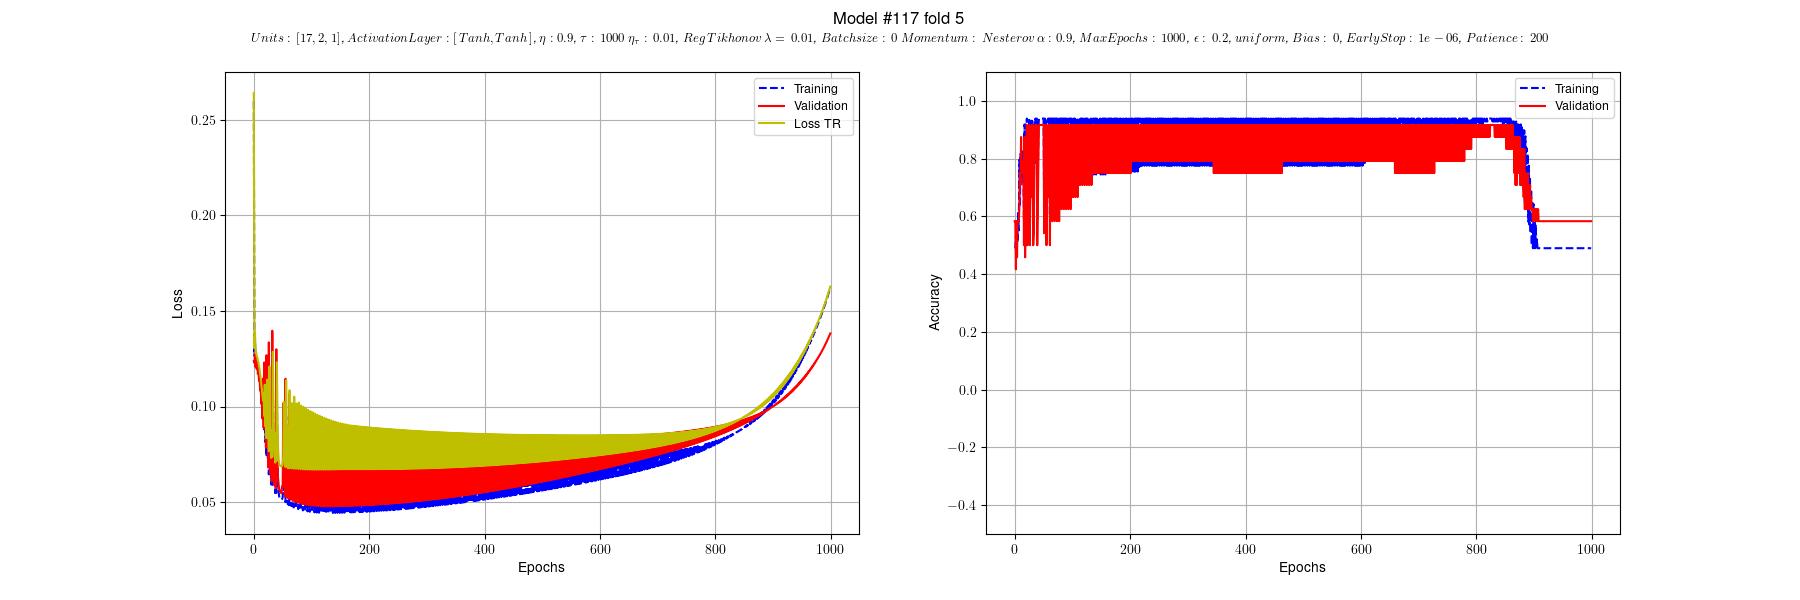 Model #117 fold 5
Units : [17, 2, 1], ActivationLayer : [Tanh, Tanh], η : 0.9, τ : 1000 ητ : 0.01, RegTikhonov λ = 0.01, Batchsize : 0 Momentum : Nesterov α : 0.9, MaxEpochs : 1000, ϵ : 0.2, uniform, Bias : 0, EarlyStop : 1e − 06, Patience : 200
Training
Validation
Loss TR
0.25
0.20
0.15
0.10
0.05
Loss
0 200 400 600 800 1000
Epochs
Training
Validation
1.0
0.8
0.6
0.4
0.2
0.0
−0.2
−0.4
Accuracy
0 200 400 600 800 1000
Epochs